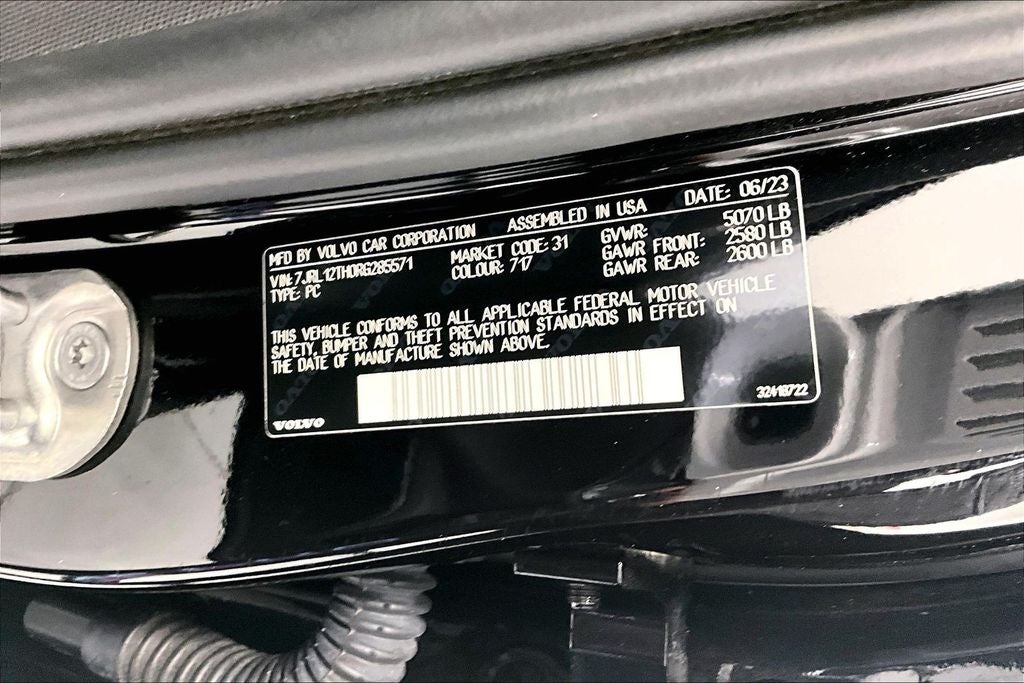 MFD BY VOLVO CAR CORPORATION ASSEMBLED IN USA DATE: 06/23
VIN: 7JRL12TH0RG285571 MARKET CODE: 31 GVWR: 5070 LB
TYPE: PC COLOUR: 717 GAWR FRONT: 2580 LB
GAWR REAR: 2600 LB
THIS VEHICLE CONFORMS TO ALL APPLICABLE FEDERAL MOTOR VEHICLE
SAFETY, BUMPER AND THEFT PREVENTION STANDARDS IN EFFECT ON
THE DATE OF MANUFACTURE SHOWN ABOVE.
VOLVO 32418722